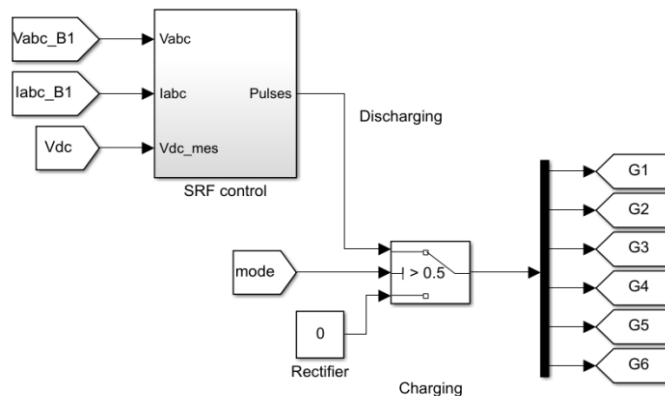 Vabc_B1
Vabc
Iabc_B1
Iabc
Pulses
Discharging
Vdc
Vdc_mes
SRF control
G1
G2
G3
mode
> 0.5
G4
0
G5
Rectifier
G6
Charging